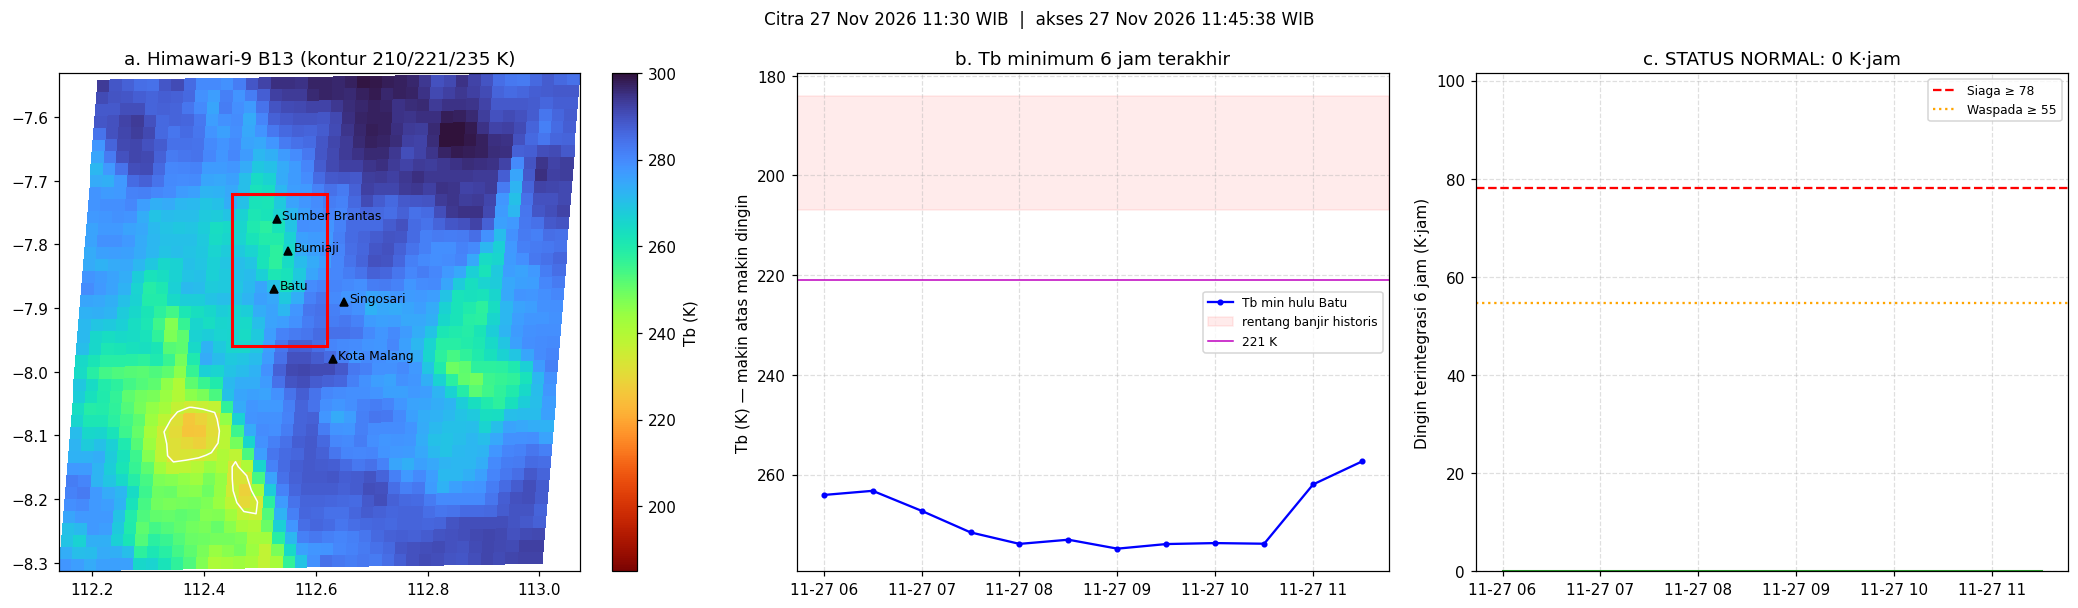 Citra 27 Nov 2026 11:30 WIB | akses 27 Nov 2026 11:45:38 WIB
a. Himawari-9 B13 (kontur 210/221/235 K)
−7.6
−7.7
−7.8
−7.9
−8.0
−8.1
−8.2
−8.3
112.2
112.4
112.6
112.8
113.0
Sumber Brantas
Bumiaji
Batu
Singosari
Kota Malang
300
280
260
240
220
200
Tb (K)
b. Tb minimum 6 jam terakhir
Tb (K) — makin atas makin dingin
180
200
220
240
260
Tb min hulu Batu
rentang banjir historis
221 K
11-27 06
11-27 07
11-27 08
11-27 09
11-27 10
11-27 11
c. STATUS NORMAL: 0 K·jam
Dingin terintegrasi 6 jam (K·jam)
100
80
60
40
20
0
Siaga ≥ 78
Waspada ≥ 55
11-27 06
11-27 07
11-27 08
11-27 09
11-27 10
11-27 11